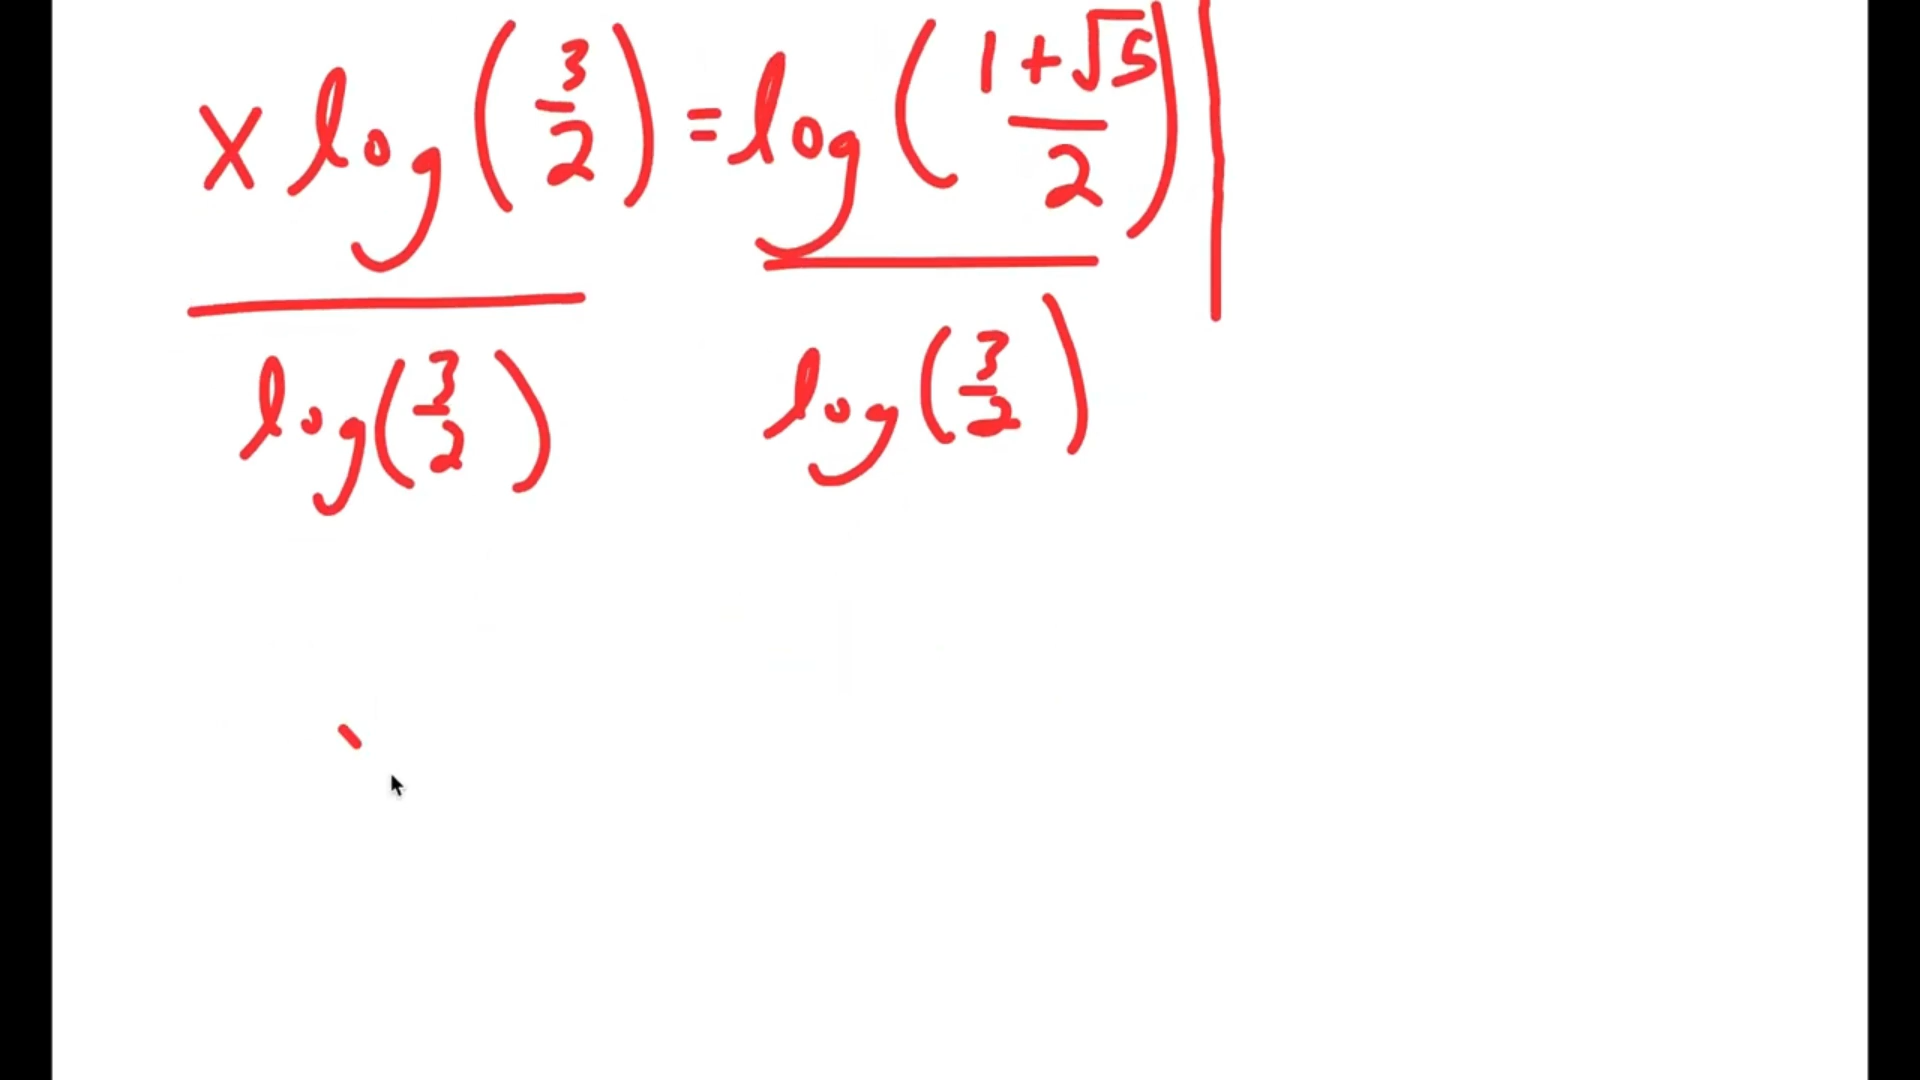 x log(3/2) = log((1+√5)/2)
log(3/2) log(3/2)